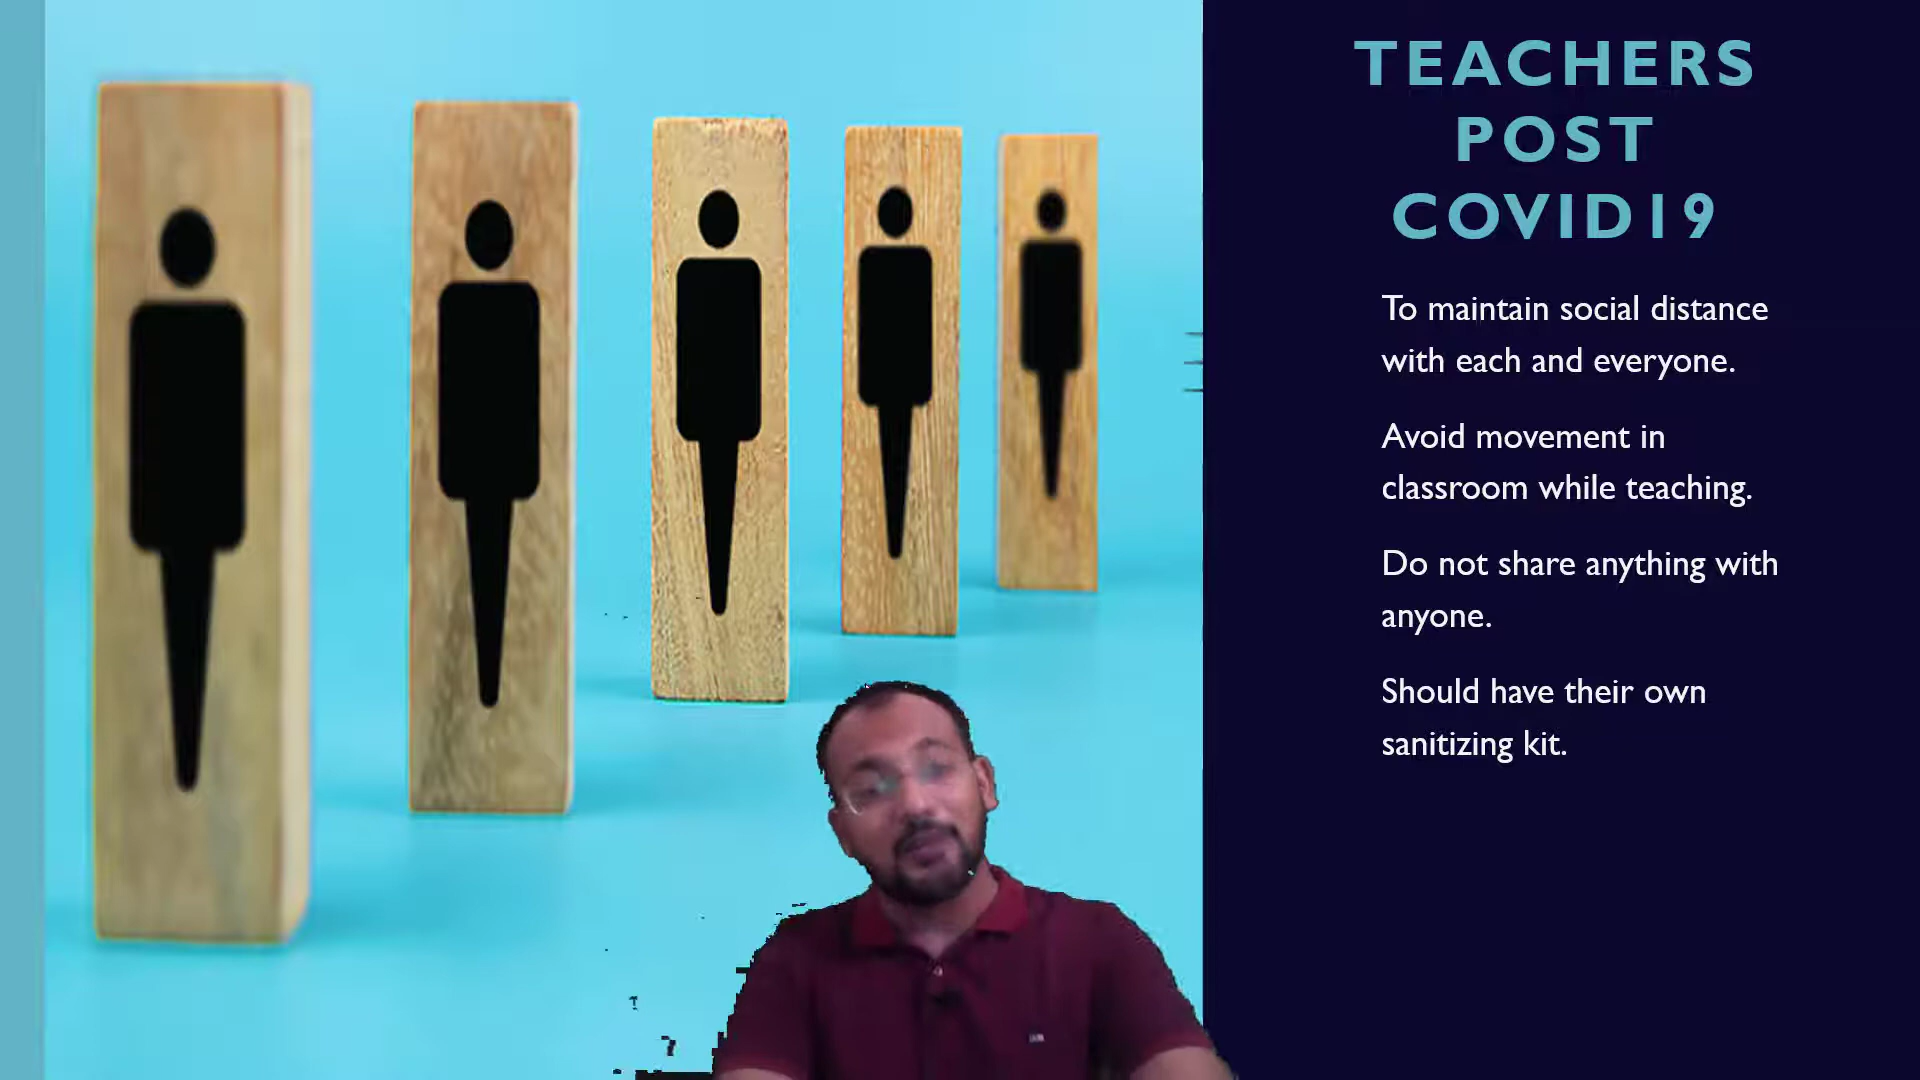 TEACHERS
POST
COVID19
To maintain social distance
with each and everyone.
Avoid movement in
classroom while teaching.
Do not share anything with
anyone.
Should have their own
sanitizing kit.